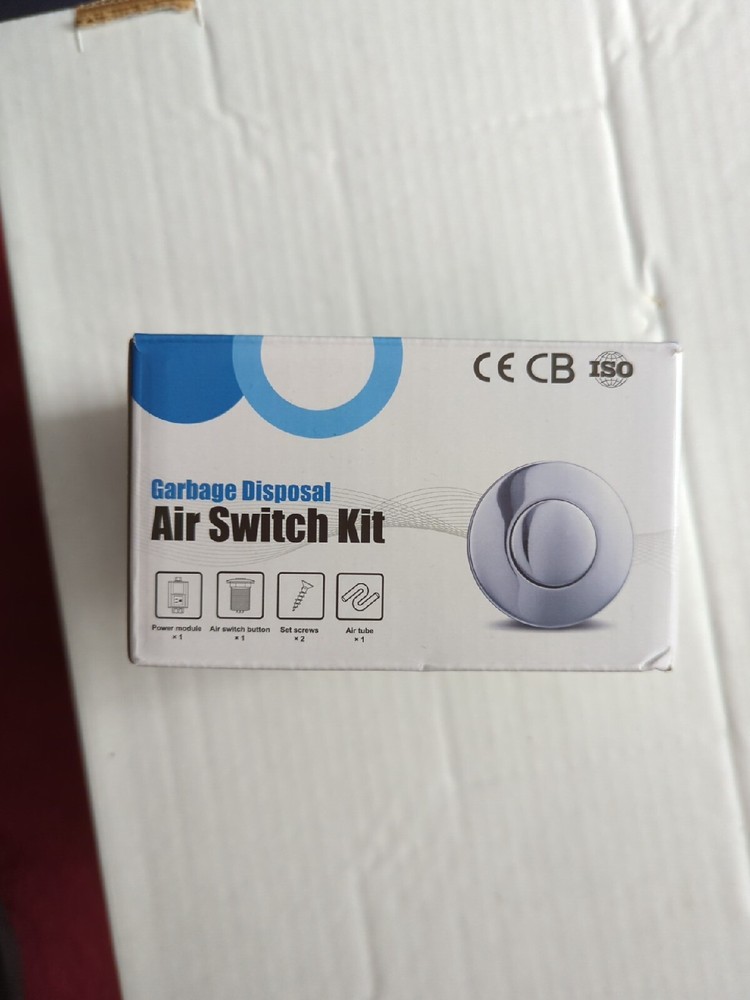 CE CB ISO
Garbage Disposal
Air Switch Kit
Power module Air switch button Set screws Air tube
× 1 × 1 × 2 × 1